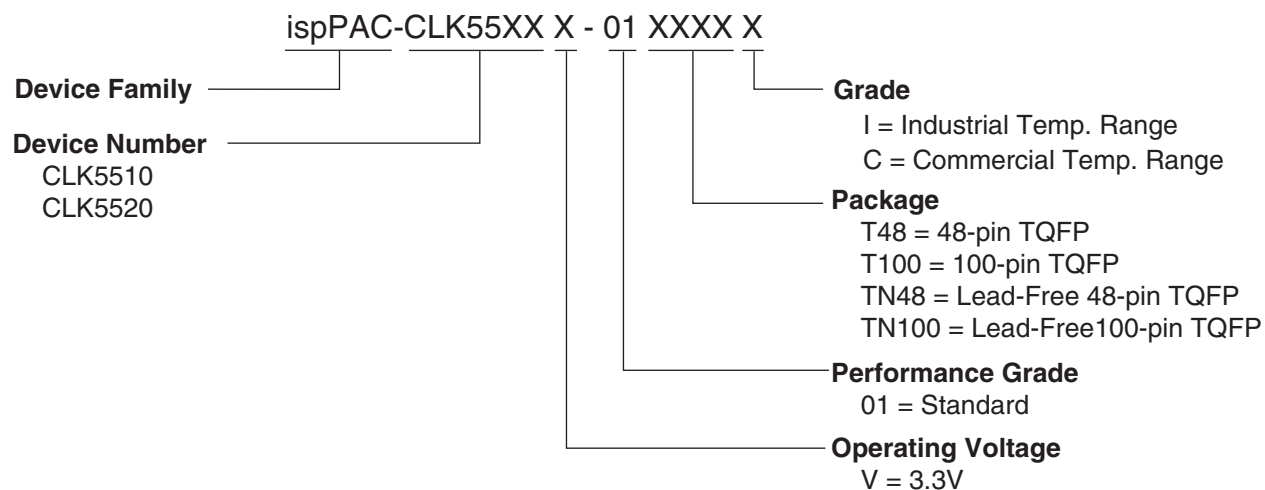 ispPAC-CLK55XX X - 01 XXXX X
Device Family
Device Number
CLK5510
CLK5520
Grade
I = Industrial Temp. Range
C = Commercial Temp. Range
Package
T48 = 48-pin TQFP
T100 = 100-pin TQFP
TN48 = Lead-Free 48-pin TQFP
TN100 = Lead-Free100-pin TQFP
Performance Grade
01 = Standard
Operating Voltage
V = 3.3V